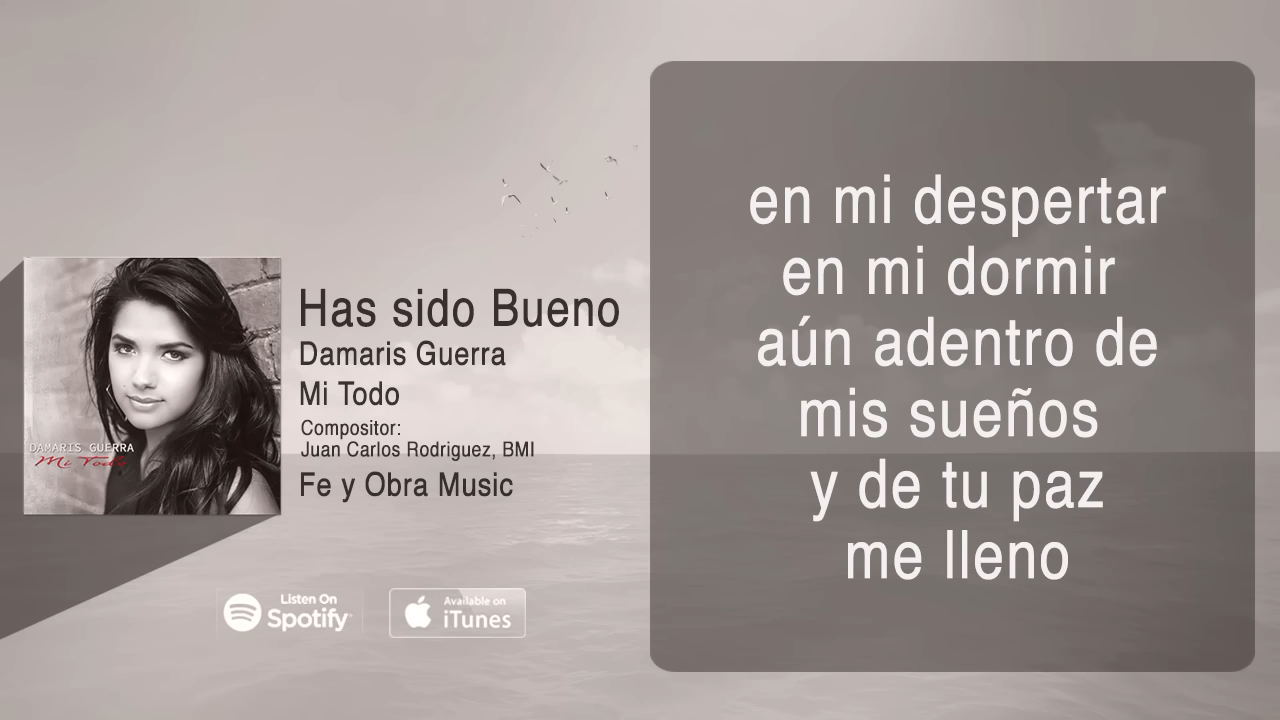 Has sido Bueno
Damaris Guerra
Mi Todo
Compositor:
Juan Carlos Rodriguez, BMI
Fe y Obra Music
DAMARIS GUERRA
Mi Todo
Listen On
Spotify
Available on
iTunes
en mi despertar
en mi dormir
aún adentro de
mis sueños
y de tu paz
me lleno